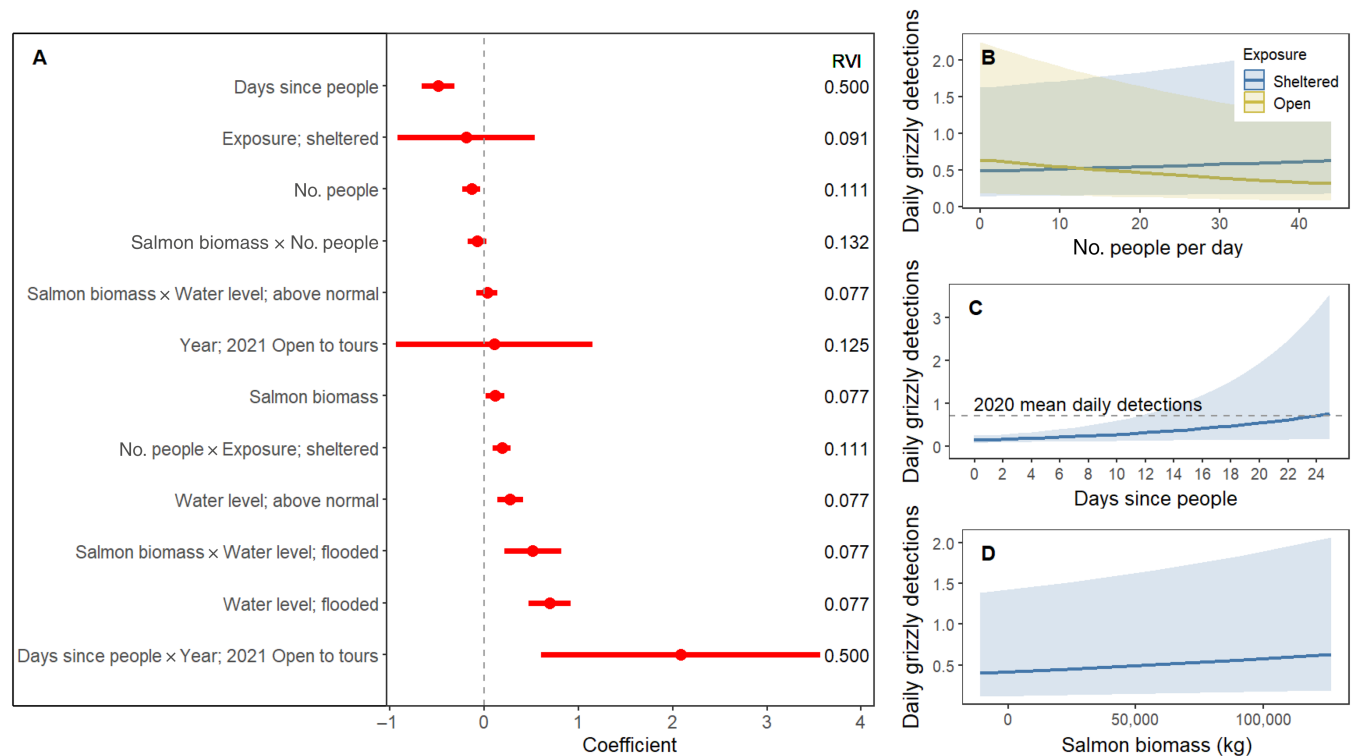 A
RVI
Days since people 0.500
Exposure; sheltered 0.091
No. people 0.111
Salmon biomass × No. people 0.132
Salmon biomass × Water level; above normal 0.077
Year; 2021 Open to tours 0.125
Salmon biomass 0.077
No. people × Exposure; sheltered 0.111
Water level; above normal 0.077
Salmon biomass × Water level; flooded 0.077
Water level; flooded 0.077
Days since people × Year; 2021 Open to tours 0.500
−1 0 1 2 3 4
Coefficient
B
Exposure
Sheltered
Open
Daily grizzly detections
2.0
1.5
1.0
0.5
0.0
0 10 20 30 40
No. people per day
C
Daily grizzly detections
3
2
1
0
2020 mean daily detections
0 2 4 6 8 10 12 14 16 18 20 22 24
Days since people
D
Daily grizzly detections
2.0
1.5
1.0
0.5
0 50,000 100,000
Salmon biomass (kg)